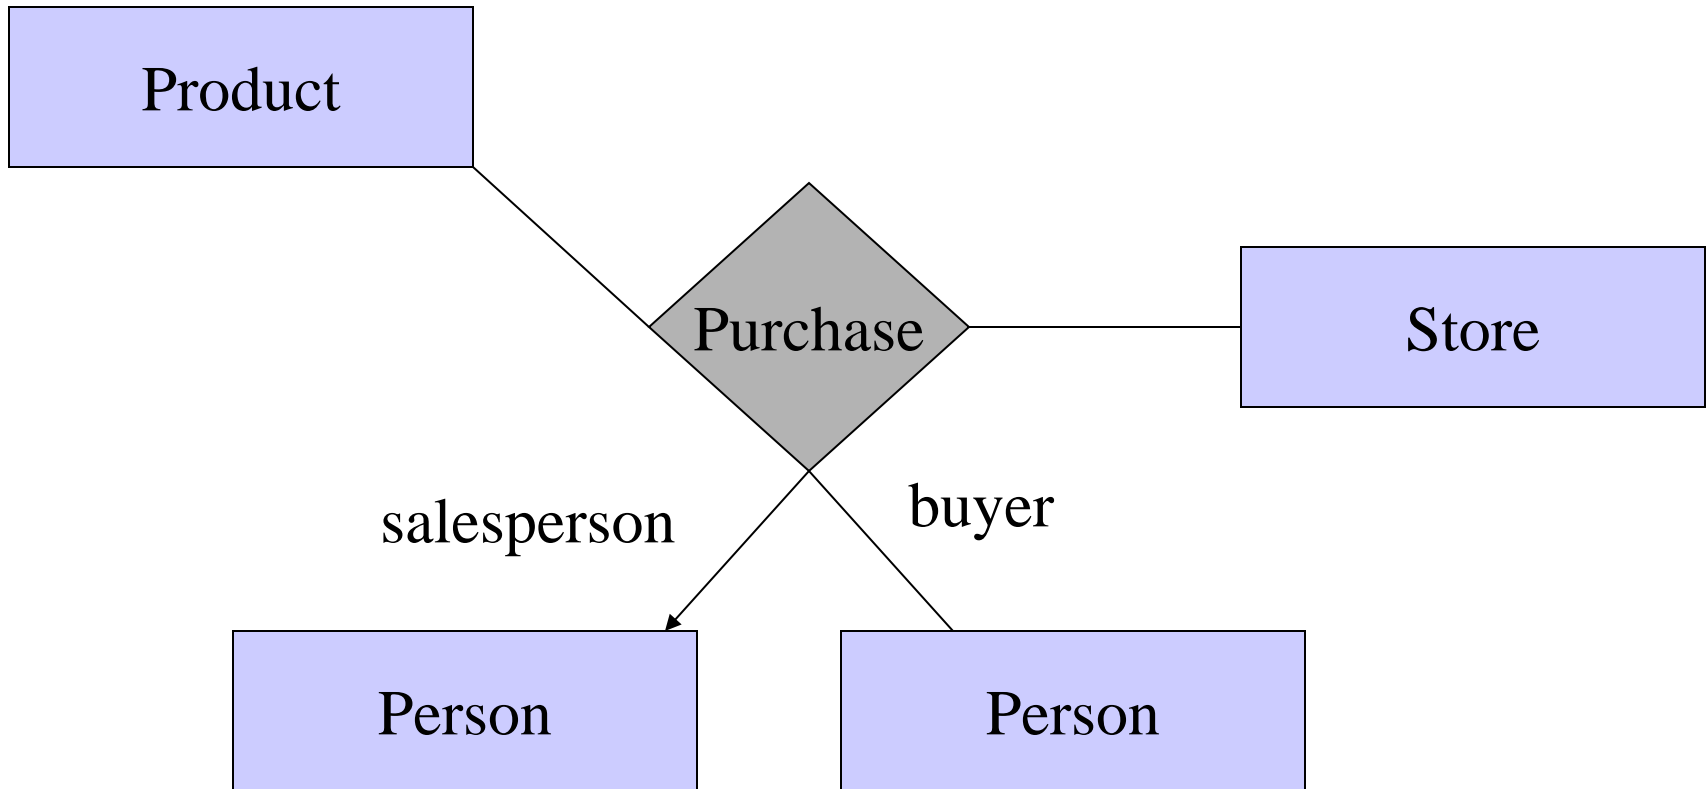 Product
Purchase
Store
salesperson
buyer
Person
Person